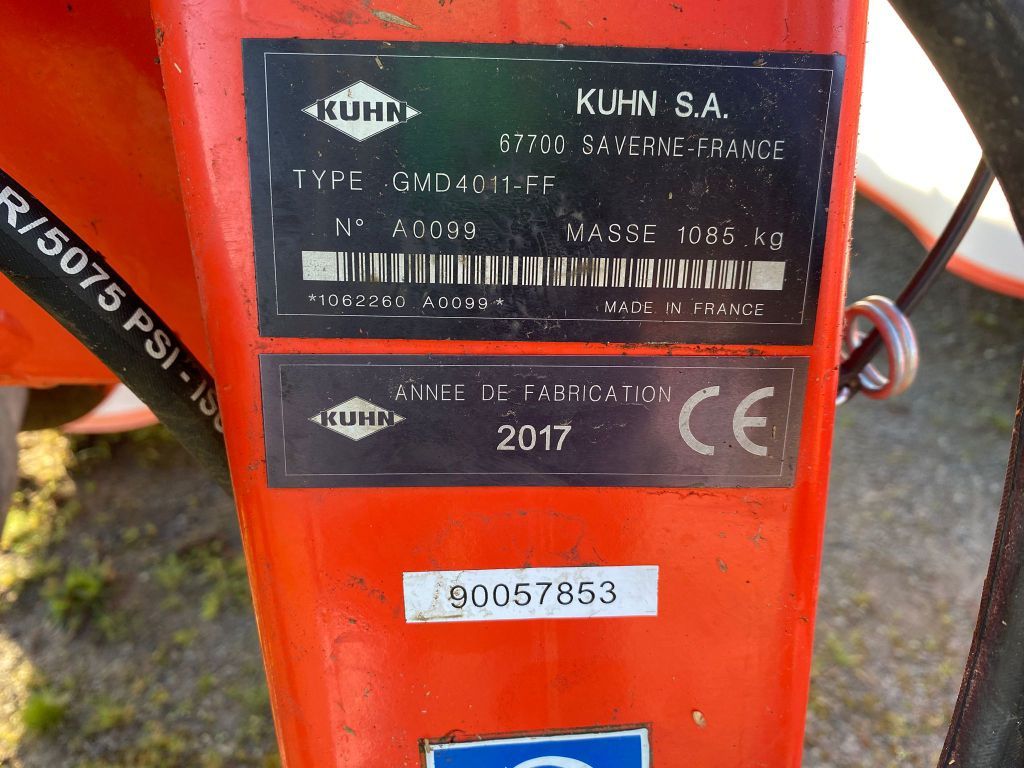 KUHN
KUHN S.A.
67700 SAVERNE-FRANCE
TYPE GMD4011-FF
N° A0099 MASSE 1085 kg
*1062260 A0099* MADE IN FRANCE
R/5075 PSI - IS
KUHN
ANNEE DE FABRICATION
2017
CE
90057853